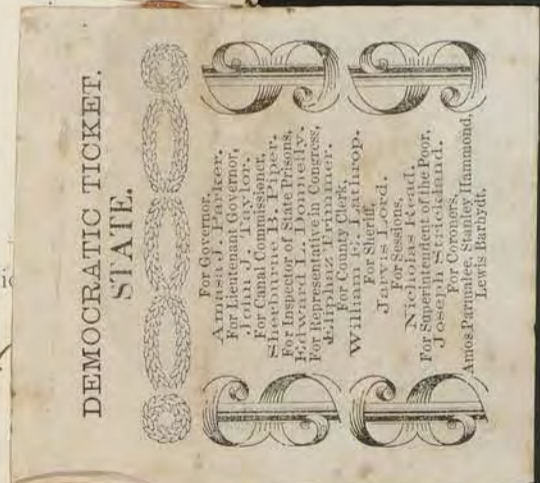 DEMOCRATIC TICKET.
STATE.
For Governor,
Amasa J. Parker.
For Lieutenant Governor,
John J. Taylor.
For Canal Commissioner,
Sherburne B. Piper.
For Inspector of State Prisons,
Edward L. Donnelly.
For Representative in Congress,
Eliphaz Trimmer.
For County Clerk,
William F. Lathrop.
For Sheriff,
Jarvis Lord.
For Sessions,
Nicholas Read.
For Superintendent of the Poor,
Joseph Strickland.
For Coroners,
Amos Parmalee, Stanley Hammond,
Lewis Barhydt.